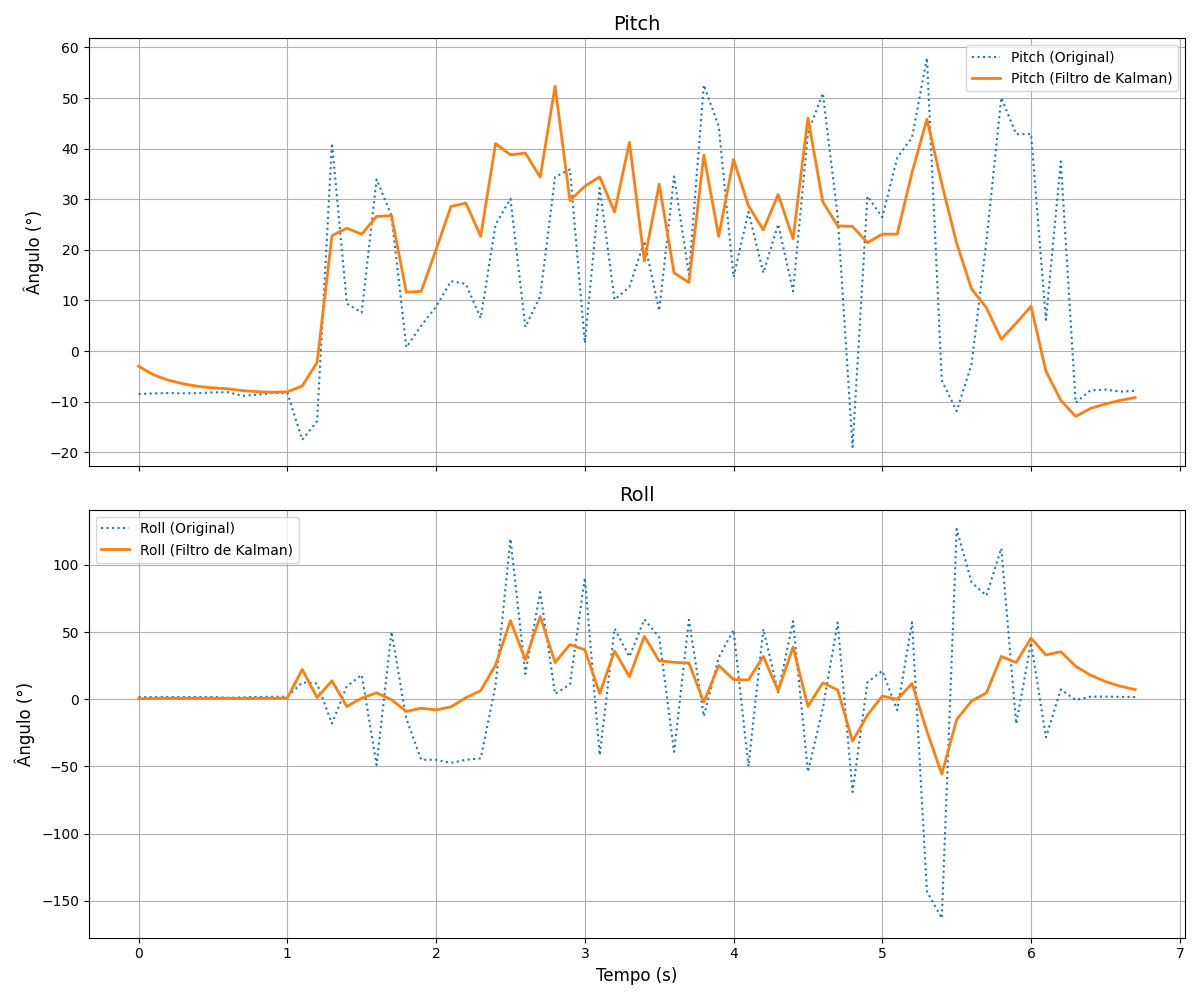 Pitch
60
50
40
30
20
10
0
−10
−20
Ângulo (°)
Pitch (Original)
Pitch (Filtro de Kalman)
Roll
100
50
0
−50
−100
−150
Ângulo (°)
Roll (Original)
Roll (Filtro de Kalman)
0 1 2 3 4 5 6 7
Tempo (s)